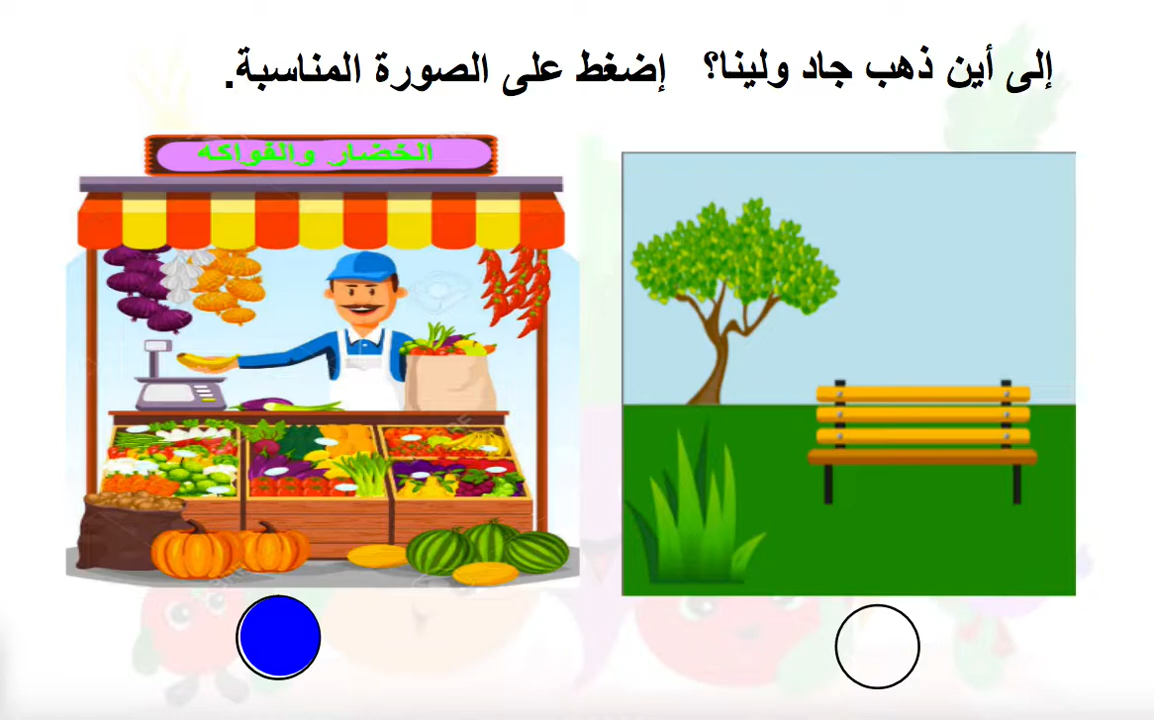 إلى أين ذهب جاد ولينا؟ إضغط على الصورة المناسبة.
الخضار والفواكه